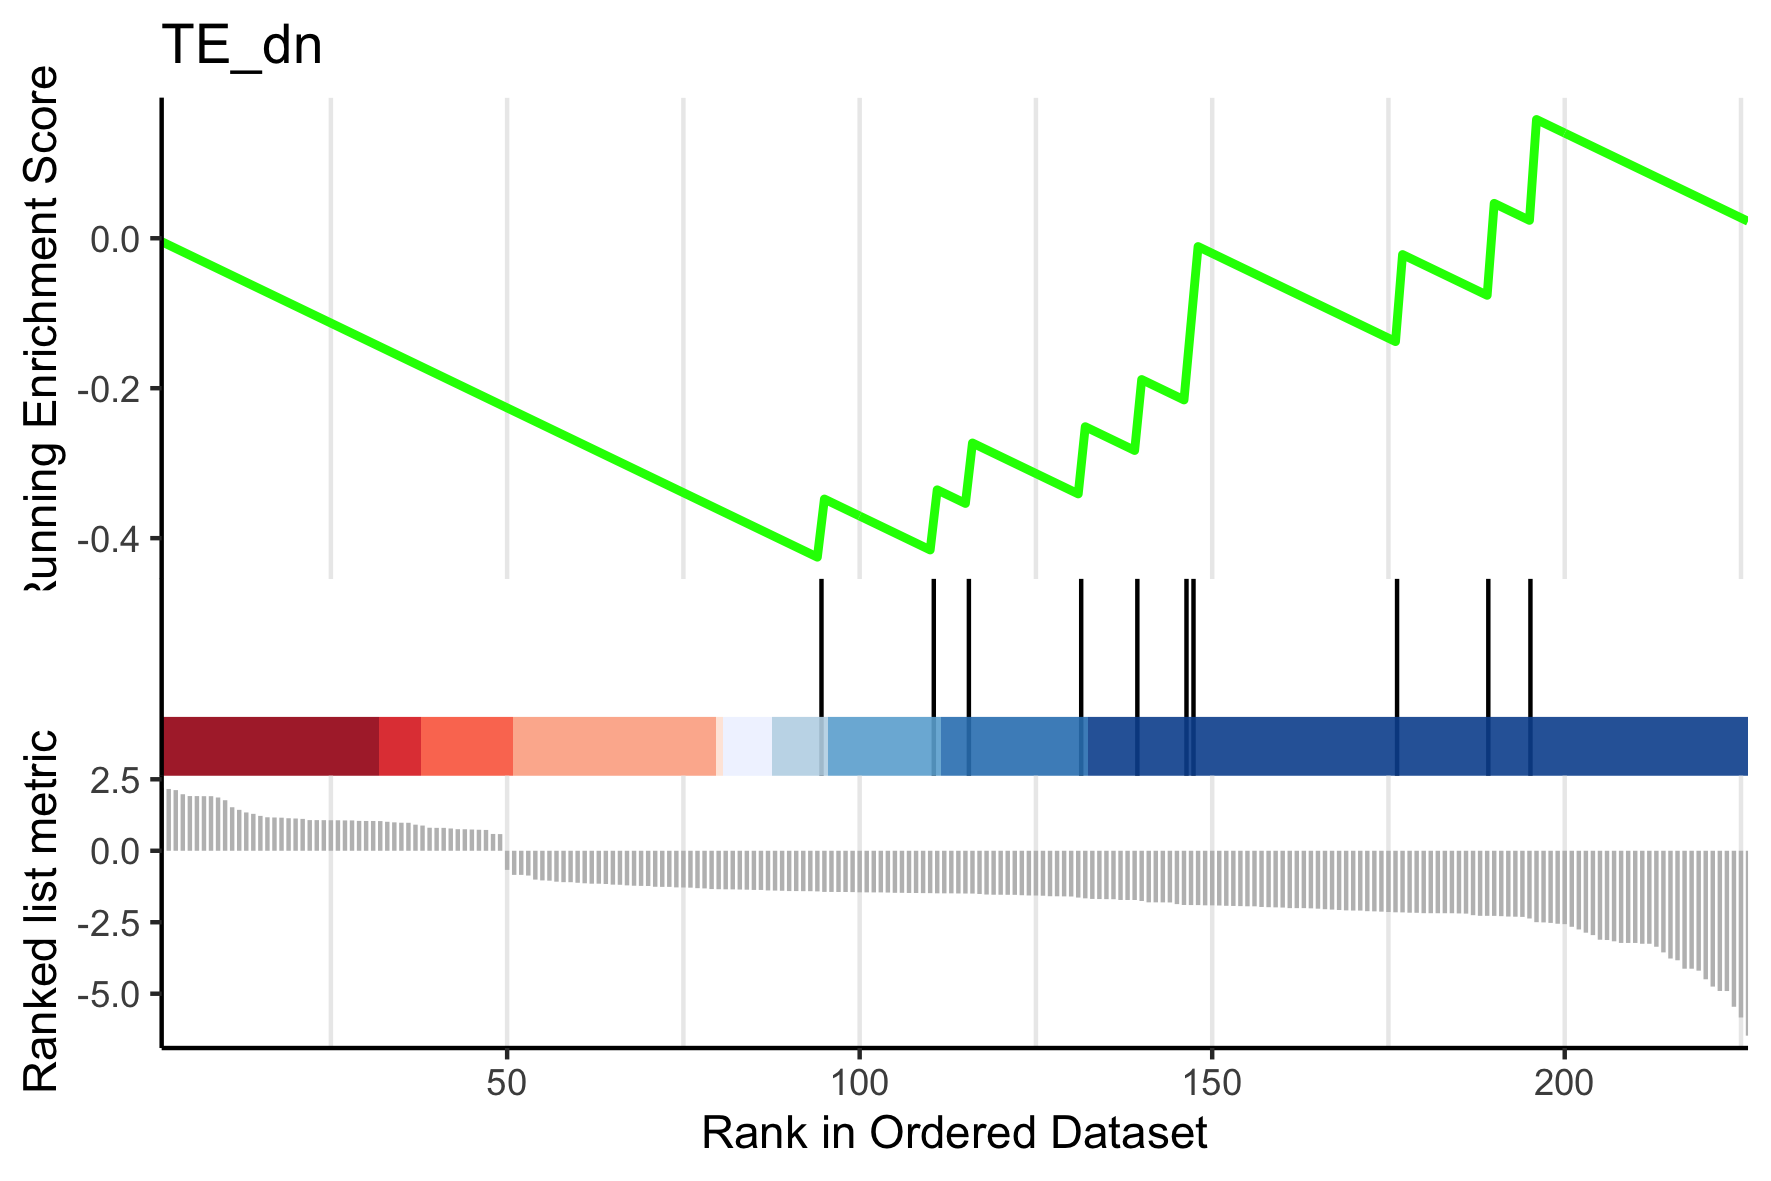 TE_dn
Running Enrichment Score
0.0
-0.2
-0.4
Ranked list metric
2.5
0.0
-2.5
-5.0
50
100
150
200
Rank in Ordered Dataset